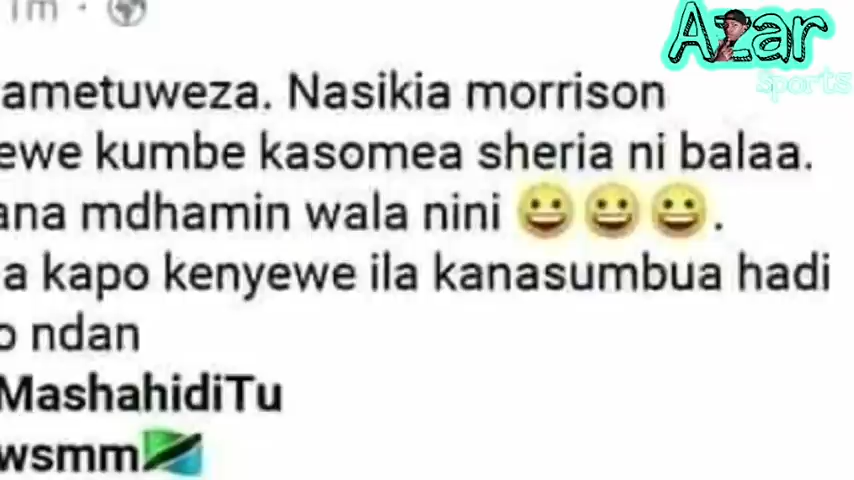 1m
Azar
Sports
ametuweza. Nasikia morrison
ewe kumbe kasomea sheria ni balaa.
ana mdhamin wala nini 😀😀😀.
a kapo kenyewe ila kanasumbua hadi
o ndan
MashahidiTu
wsmm🇹🇿